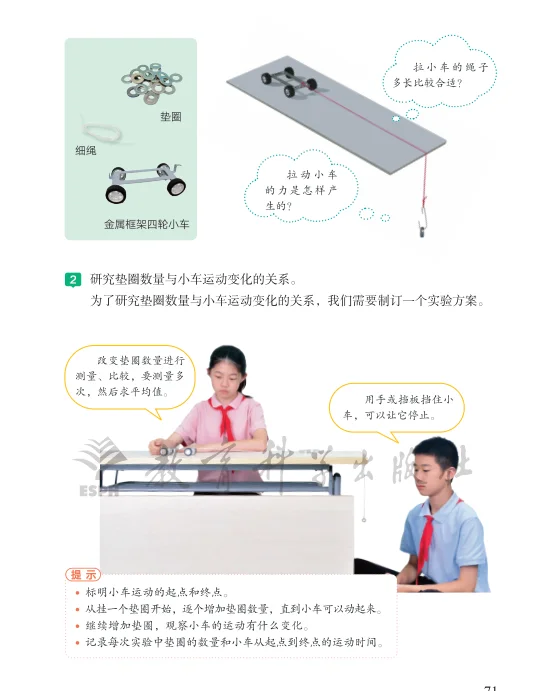 拉小车的绳子
多长比较合适？
垫圈
细绳
拉动小车
的力是怎样产
生的？
金属框架四轮小车
2 研究垫圈数量与小车运动变化的关系。
为了研究垫圈数量与小车运动变化的关系，我们需要制订一个实验方案。
改变垫圈数量进行
测量、比较，要测量多
次，然后求平均值。
用手或挡板挡住小
车，可以让它停止。
教育科学出版社
ESPH
提示
• 标明小车运动的起点和终点。
• 从挂一个垫圈开始，逐个增加垫圈数量，直到小车可以动起来。
• 继续增加垫圈，观察小车的运动有什么变化。
• 记录每次实验中垫圈的数量和小车从起点到终点的运动时间。
71